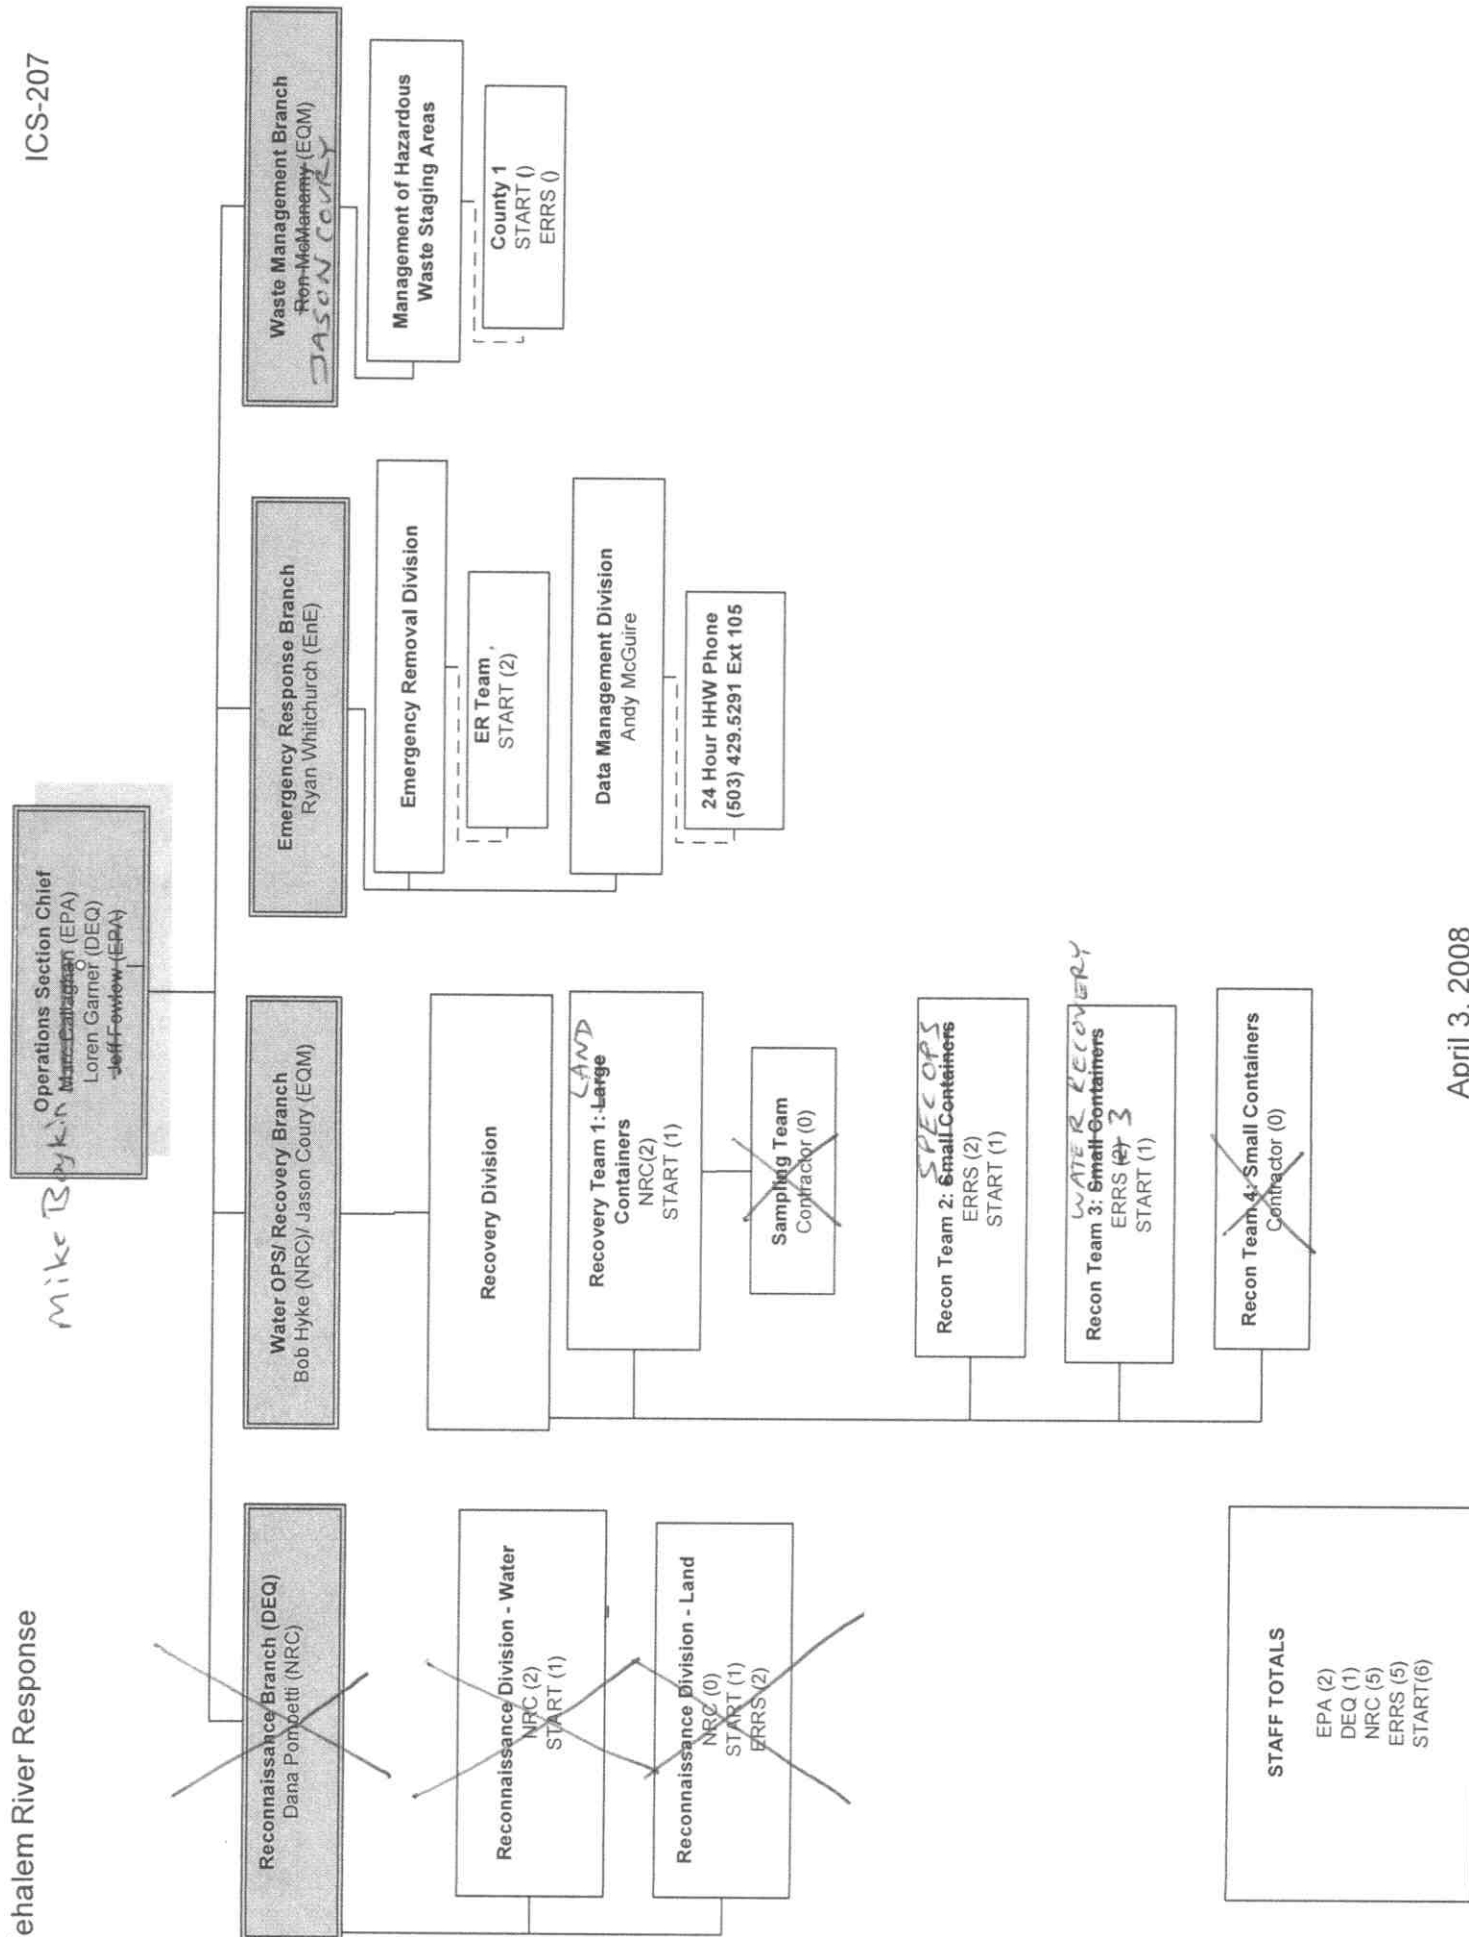 ehalem River Response
ICS-207
Mike Boykin
Operations Section Chief
Marc Callaghan (EPA)
Loren Garner (DEQ)
Jeff Fowlow (EPA)
Reconnaissance Branch (DEQ)
Dana Pompetti (NRC)
Reconnaissance Division - Water
NRC (2)
START (1)
Reconnaissance Division - Land
NRC (0)
START (1)
ERRS (2)
Water OPS/ Recovery Branch
Bob Hyke (NRC)/ Jason Coury (EQM)
Recovery Division
LAND
Recovery Team 1: Large
Containers
NRC(2)
START (1)
Sampling Team
Contractor (0)
SPEC OPS
Recon Team 2: Small Containers
ERRS (2)
START (1)
WATER RECOVERY
Recon Team 3: Small Containers
ERRS (2) 3
START (1)
Recon Team 4: Small Containers
Contractor (0)
Emergency Response Branch
Ryan Whitchurch (EnE)
Emergency Removal Division
ER Team
START (2)
Data Management Division
Andy McGuire
24 Hour HHW Phone
(503) 429.5291 Ext 105
Waste Management Branch
Ron McManamy (EQM)
JASON COURY
Management of Hazardous
Waste Staging Areas
County 1
START ()
ERRS ()
STAFF TOTALS
EPA (2)
DEQ (1)
NRC (5)
ERRS (5)
START(6)
April 3, 2008